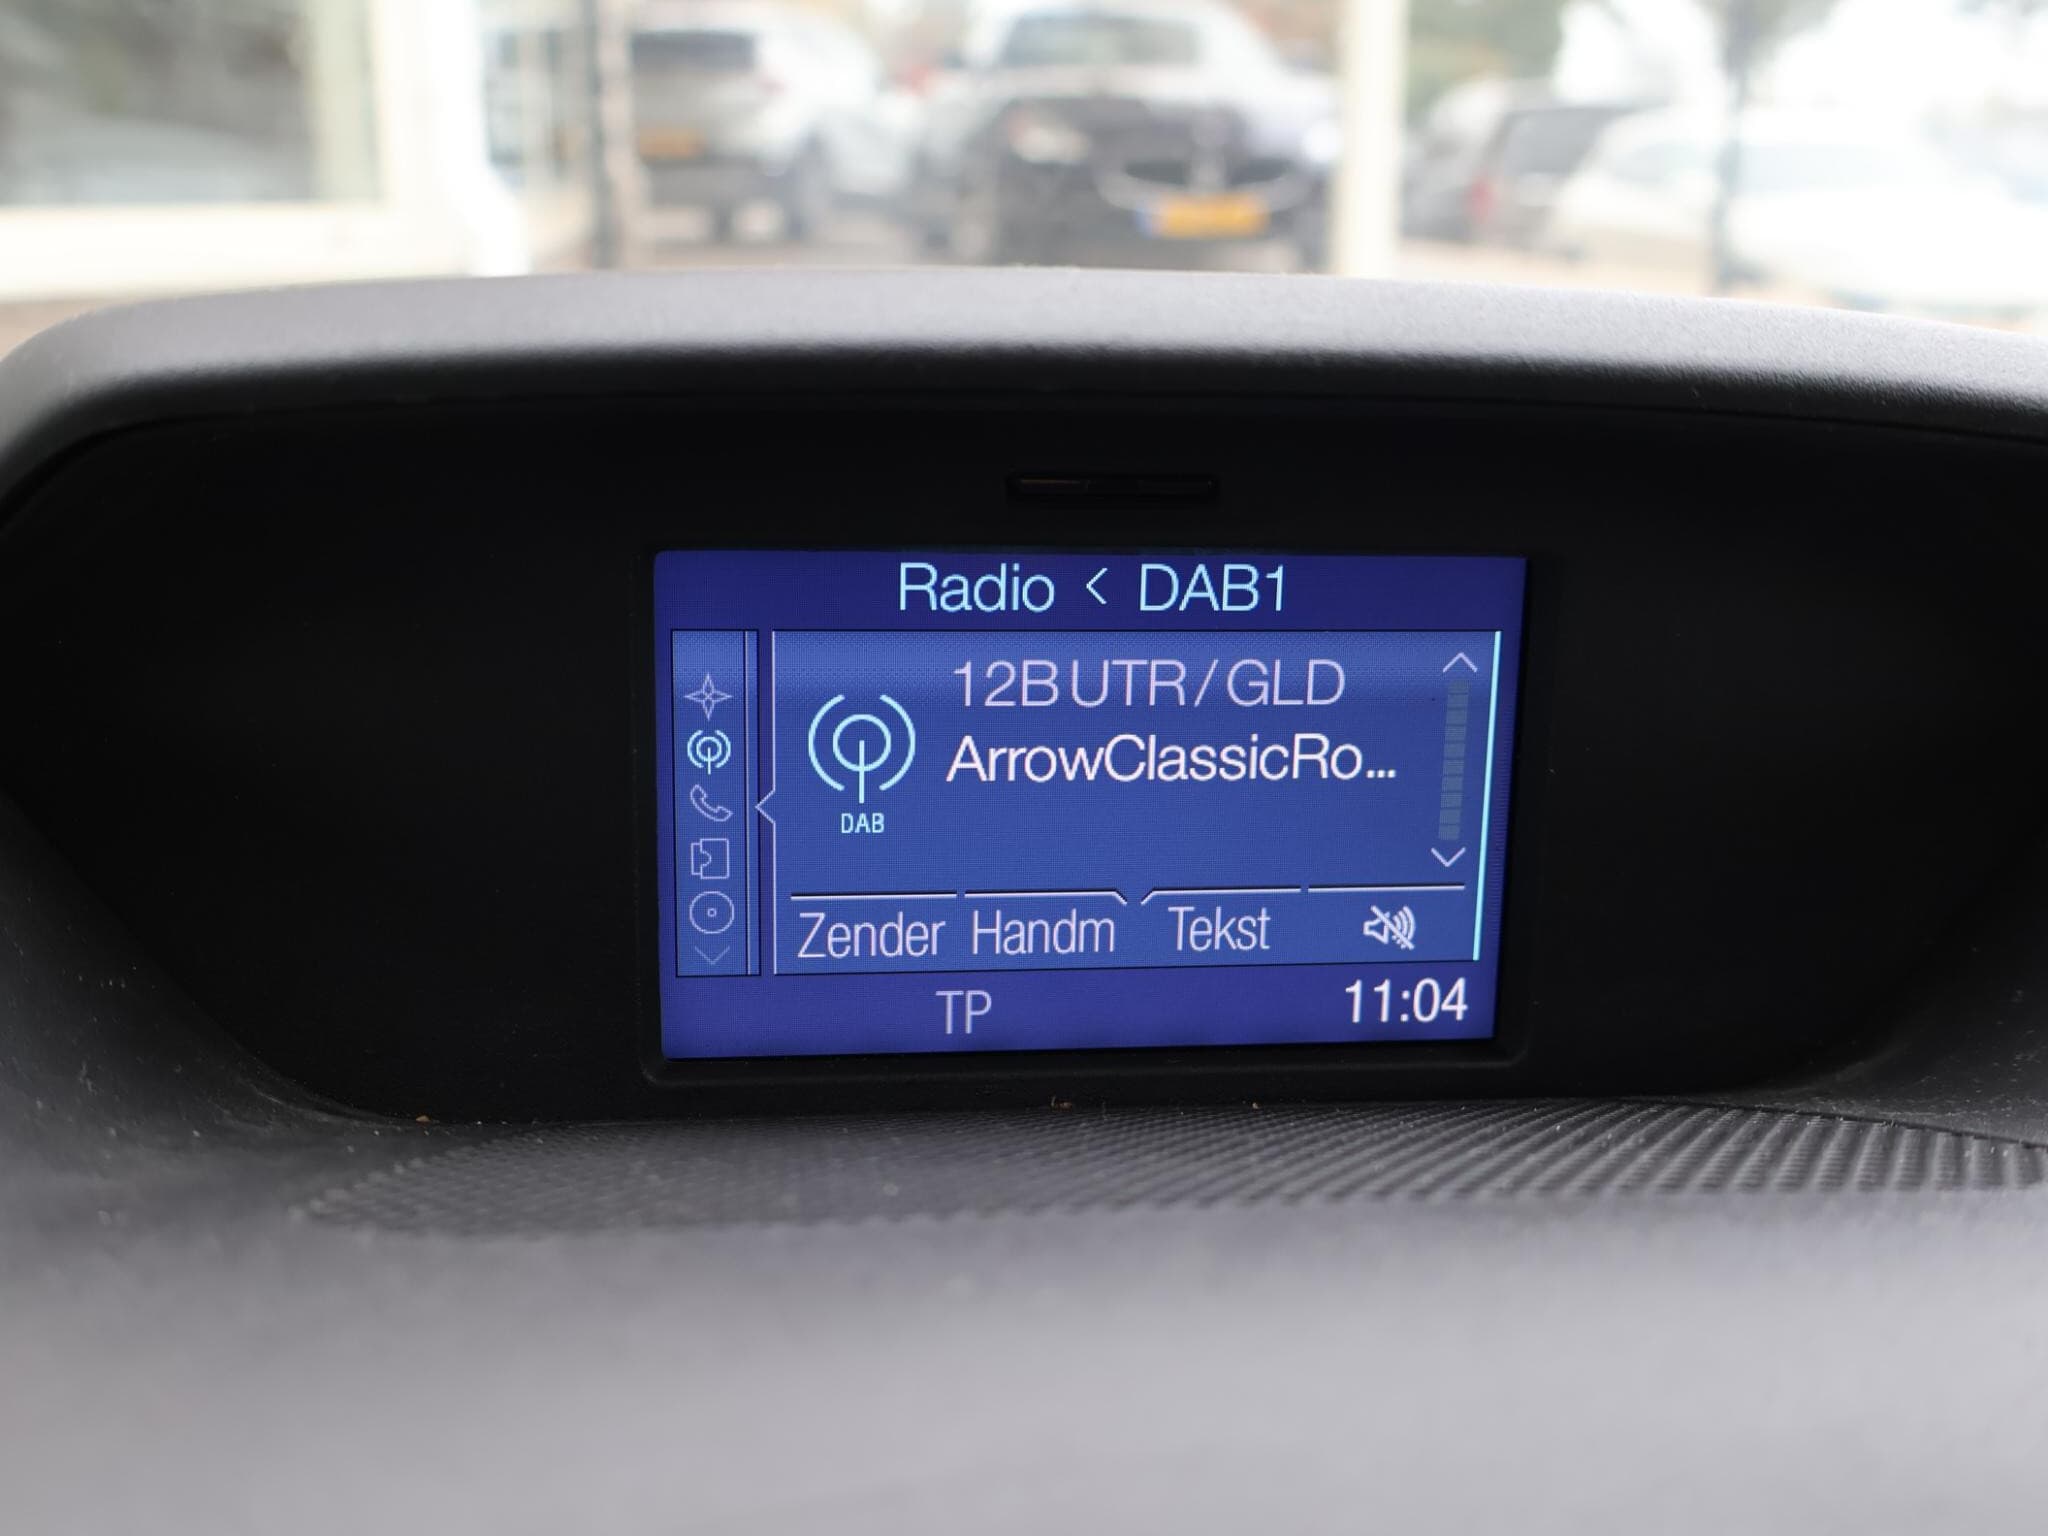 Radio < DAB1
12B UTR / GLD
ArrowClassicRo...
DAB
Zender Handm Tekst
TP 11:04